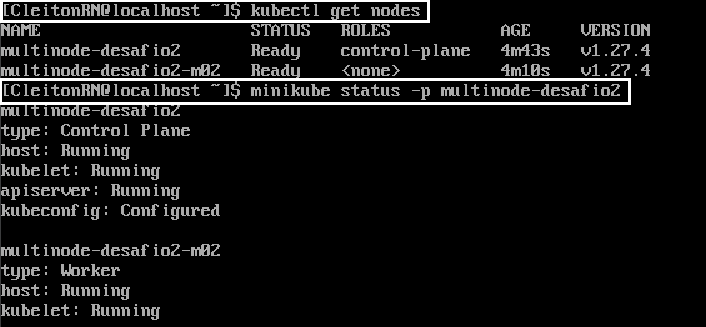 [CleitonRN@localhost ~]$ kubectl get nodes
NAME STATUS ROLES AGE VERSION
multinode-desafio2 Ready control-plane 4m43s v1.27.4
multinode-desafio2-m02 Ready <none> 4m10s v1.27.4
[CleitonRN@localhost ~]$ minikube status -p multinode-desafio2
multinode-desafio2
type: Control Plane
host: Running
kubelet: Running
apiserver: Running
kubeconfig: Configured
multinode-desafio2-m02
type: Worker
host: Running
kubelet: Running